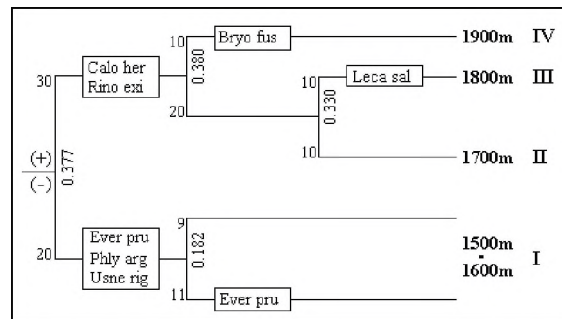 10
Bryo fus
1900m IV
30
Calo her
Rino exi
0.380
10
Leca sal
1800m III
20
0.330
(+)
(-)
0.377
10
1700m II
9
20
Ever pru
Phly arg
Usne rig
0.182
1500m
-
1600m
I
11
Ever pru